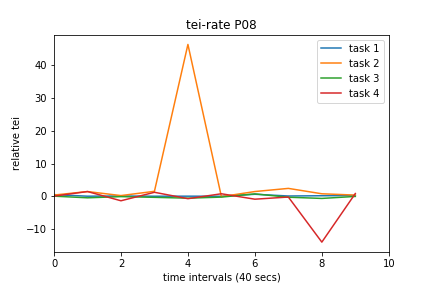 tei-rate P08
task 1
task 2
task 3
task 4
relative tei
40
30
20
10
0
−10
0 2 4 6 8 10
time intervals (40 secs)